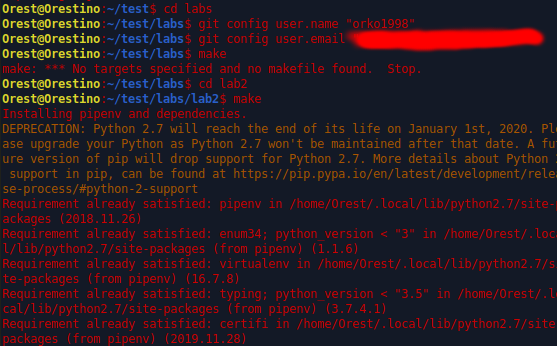 Orest@Orestino:~/test$ cd labs
Orest@Orestino:~/test/labs$ git config user.name "orko1998"
Orest@Orestino:~/test/labs$ git config user.email
Orest@Orestino:~/test/labs$ make
make: *** No targets specified and no makefile found.  Stop.
Orest@Orestino:~/test/labs$ cd lab2
Orest@Orestino:~/test/labs/lab2$ make
Installing pipenv and dependencies.
DEPRECATION: Python 2.7 will reach the end of its life on January 1st, 2020. Ple
ase upgrade your Python as Python 2.7 won't be maintained after that date. A fut
ure version of pip will drop support for Python 2.7. More details about Python 2
 support in pip, can be found at https://pip.pypa.io/en/latest/development/relea
se-process/#python-2-support
Requirement already satisfied: pipenv in /home/Orest/.local/lib/python2.7/site-p
ackages (2018.11.26)
Requirement already satisfied: enum34; python_version < "3" in /home/Orest/.loca
l/lib/python2.7/site-packages (from pipenv) (1.1.6)
Requirement already satisfied: virtualenv in /home/Orest/.local/lib/python2.7/si
te-packages (from pipenv) (16.7.8)
Requirement already satisfied: typing; python_version < "3.5" in /home/Orest/.lo
cal/lib/python2.7/site-packages (from pipenv) (3.7.4.1)
Requirement already satisfied: certifi in /home/Orest/.local/lib/python2.7/site-
packages (from pipenv) (2019.11.28)